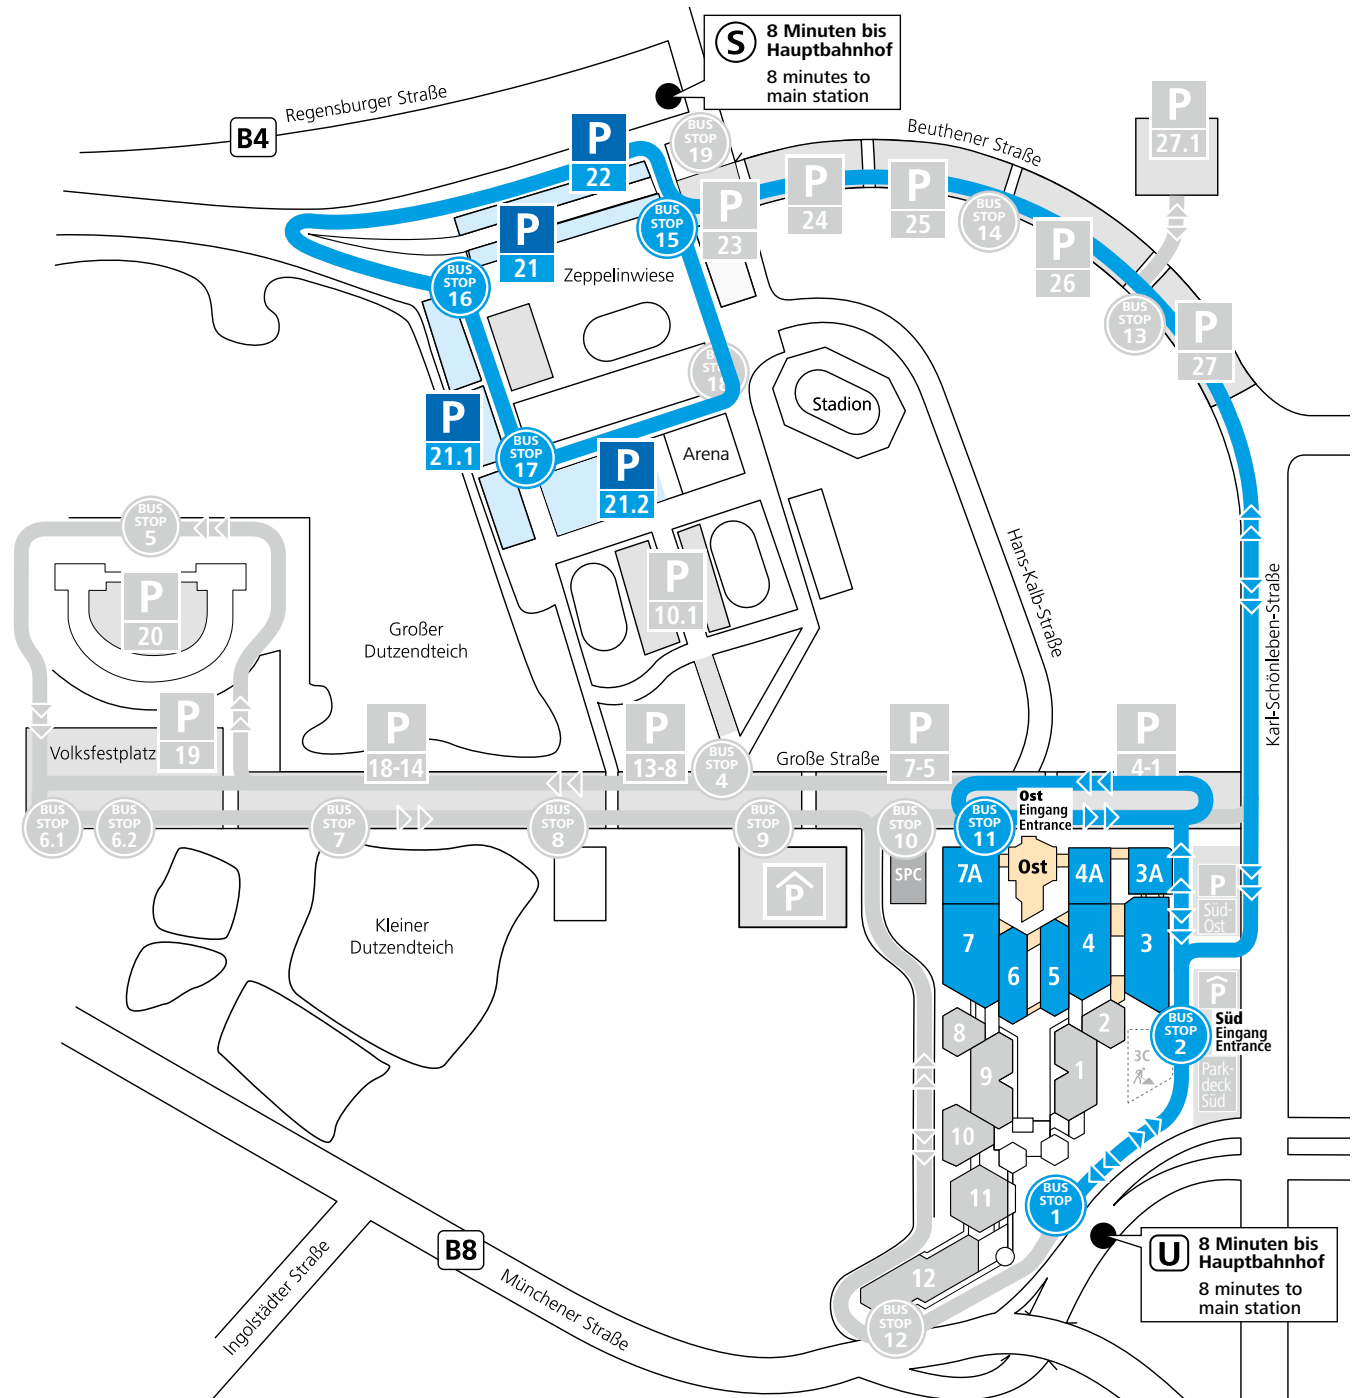 S
8 Minuten bis
Hauptbahnhof
8 minutes to
main station
Regensburger Straße
B4
P
22
BUS
STOP
19
Beuthener Straße
P
27.1
P
21
BUS
STOP
15
P
23
P
24
P
25
BUS
STOP
14
P
26
BUS
STOP
16
Zeppelinwiese
BUS
STOP
13
P
27
BUS
STOP
18
Stadion
P
21.1
BUS
STOP
17
P
21.2
Arena
BUS
STOP
5
P
20
P
10.1
Großer
Dutzendteich
Hans-Kalb-Straße
Karl-Schönleben-Straße
Volksfestplatz
P
19
P
18-14
P
13-8
BUS
STOP
4
Große Straße
P
7-5
P
4-1
BUS
STOP
6.1
BUS
STOP
6.2
BUS
STOP
7
BUS
STOP
8
BUS
STOP
9
BUS
STOP
10
BUS
STOP
11
Ost
Eingang
Entrance
P
SPC
7A
Ost
4A
3A
P
Süd-
Ost
Kleiner
Dutzendteich
7
6
5
4
3
P
8
9
1
2
3C
BUS
STOP
2
Süd
Eingang
Entrance
Park-
deck
Süd
10
11
12
BUS
STOP
1
BUS
STOP
12
U
8 Minuten bis
Hauptbahnhof
8 minutes to
main station
B8
Münchener Straße
Ingolstädter Straße